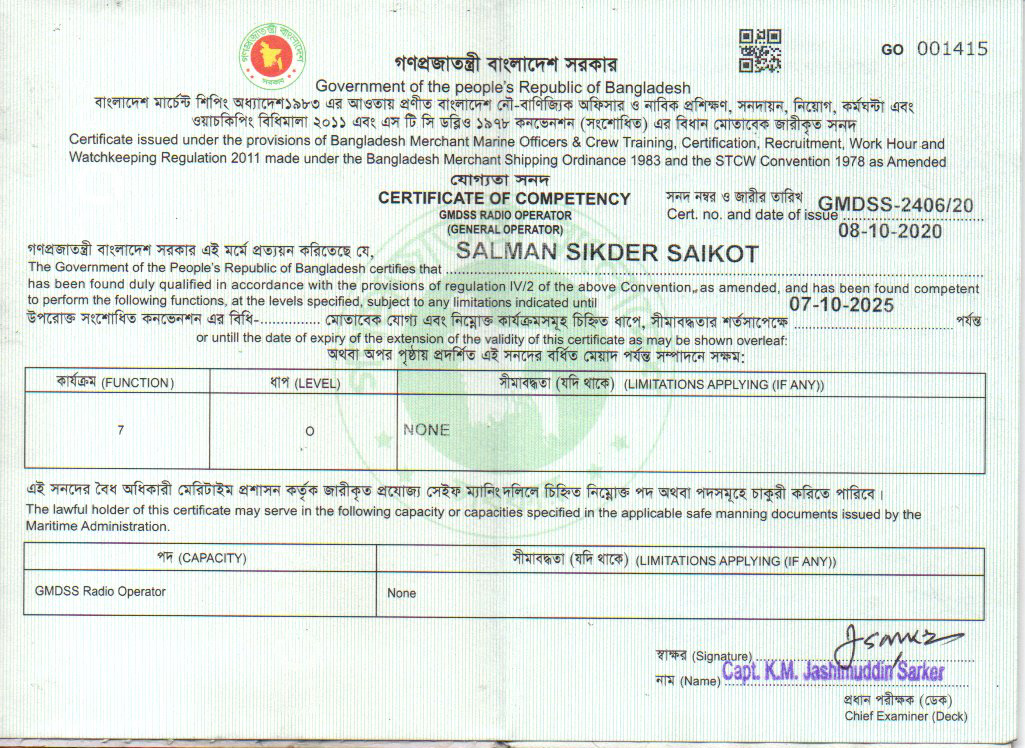 GO 001415
গণপ্রজাতন্ত্রী বাংলাদেশ সরকার
Government of the people's Republic of Bangladesh
বাংলাদেশ মার্চেন্ট শিপিং অধ্যাদেশ১৯৮৩ এর আওতায় প্রণীত বাংলাদেশ নৌ-বাণিজ্যিক অফিসার ও নাবিক প্রশিক্ষণ, সনদায়ন, নিয়োগ, কর্মঘন্টা এবং
ওয়াচকিপিং বিধিমালা ২০১১ এবং এস টি সি ডব্লিও ১৯৭৮ কনভেনশন (সংশোধিত) এর বিধান মোতাবেক জারীকৃত সনদ
Certificate issued under the provisions of Bangladesh Merchant Marine Officers & Crew Training, Certification, Recruitment, Work Hour and
Watchkeeping Regulation 2011 made under the Bangladesh Merchant Shipping Ordinance 1983 and the STCW Convention 1978 as Amended
যোগ্যতা সনদ
CERTIFICATE OF COMPETENCY
GMDSS RADIO OPERATOR
(GENERAL OPERATOR)
সনদ নম্বর ও জারীর তারিখ
Cert. no. and date of issue GMDSS-2406/20
08-10-2020
গণপ্রজাতন্ত্রী বাংলাদেশ সরকার এই মর্মে প্রত্যয়ন করিতেছে যে,
The Government of the People's Republic of Bangladesh certifies that SALMAN SIKDER SAIKOT
has been found duly qualified in accordance with the provisions of regulation IV/2 of the above Convention, as amended, and has been found competent
to perform the following functions, at the levels specified, subject to any limitations indicated until 07-10-2025
উপরোক্ত সংশোধিত কনভেনশন এর বিধি-.............. মোতাবেক যোগ্য এবং নিম্নোক্ত কার্যক্রমসমূহ চিহ্নিত ধাপে, সীমাবদ্ধতার শর্তসাপেক্ষে পর্যন্ত
or untill the date of expiry of the extension of the validity of this certificate as may be shown overleaf:
অথবা অপর পৃষ্ঠায় প্রদর্শিত এই সনদের বর্ধিত মেয়াদ পর্যন্ত সম্পাদনে সক্ষম:
কার্যক্রম (FUNCTION) ধাপ (LEVEL) সীমাবদ্ধতা (যদি থাকে) (LIMITATIONS APPLYING (IF ANY))
7 O NONE
এই সনদের বৈধ অধিকারী মেরিটাইম প্রশাসন কর্তৃক জারীকৃত প্রযোজ্য সেইফ ম্যানিংদলিলে চিহ্নিত নিম্নোক্ত পদ অথবা পদসমূহে চাকুরী করিতে পারিবে।
The lawful holder of this certificate may serve in the following capacity or capacities specified in the applicable safe manning documents issued by the
Maritime Administration.
পদ (CAPACITY) সীমাবদ্ধতা (যদি থাকে) (LIMITATIONS APPLYING (IF ANY))
GMDSS Radio Operator None
স্বাক্ষর (Signature)
নাম (Name) Capt. K.M. Jashimuddin Sarker
প্রধান পরীক্ষক (ডেক)
Chief Examiner (Deck)